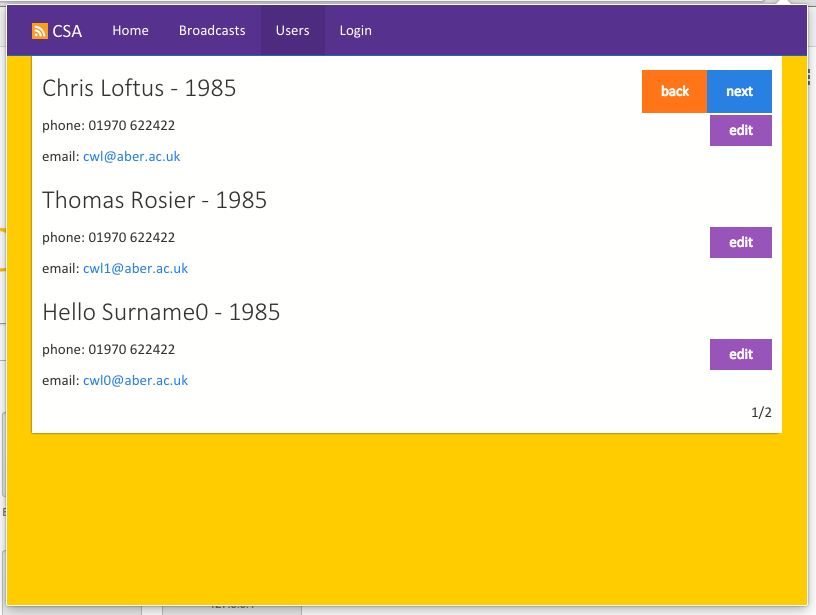 CSA Home Broadcasts Users Login
Chris Loftus - 1985
back next
phone: 01970 622422
edit
email: cwl@aber.ac.uk
Thomas Rosier - 1985
phone: 01970 622422
edit
email: cwl1@aber.ac.uk
Hello Surname0 - 1985
phone: 01970 622422
edit
email: cwl0@aber.ac.uk
1/2